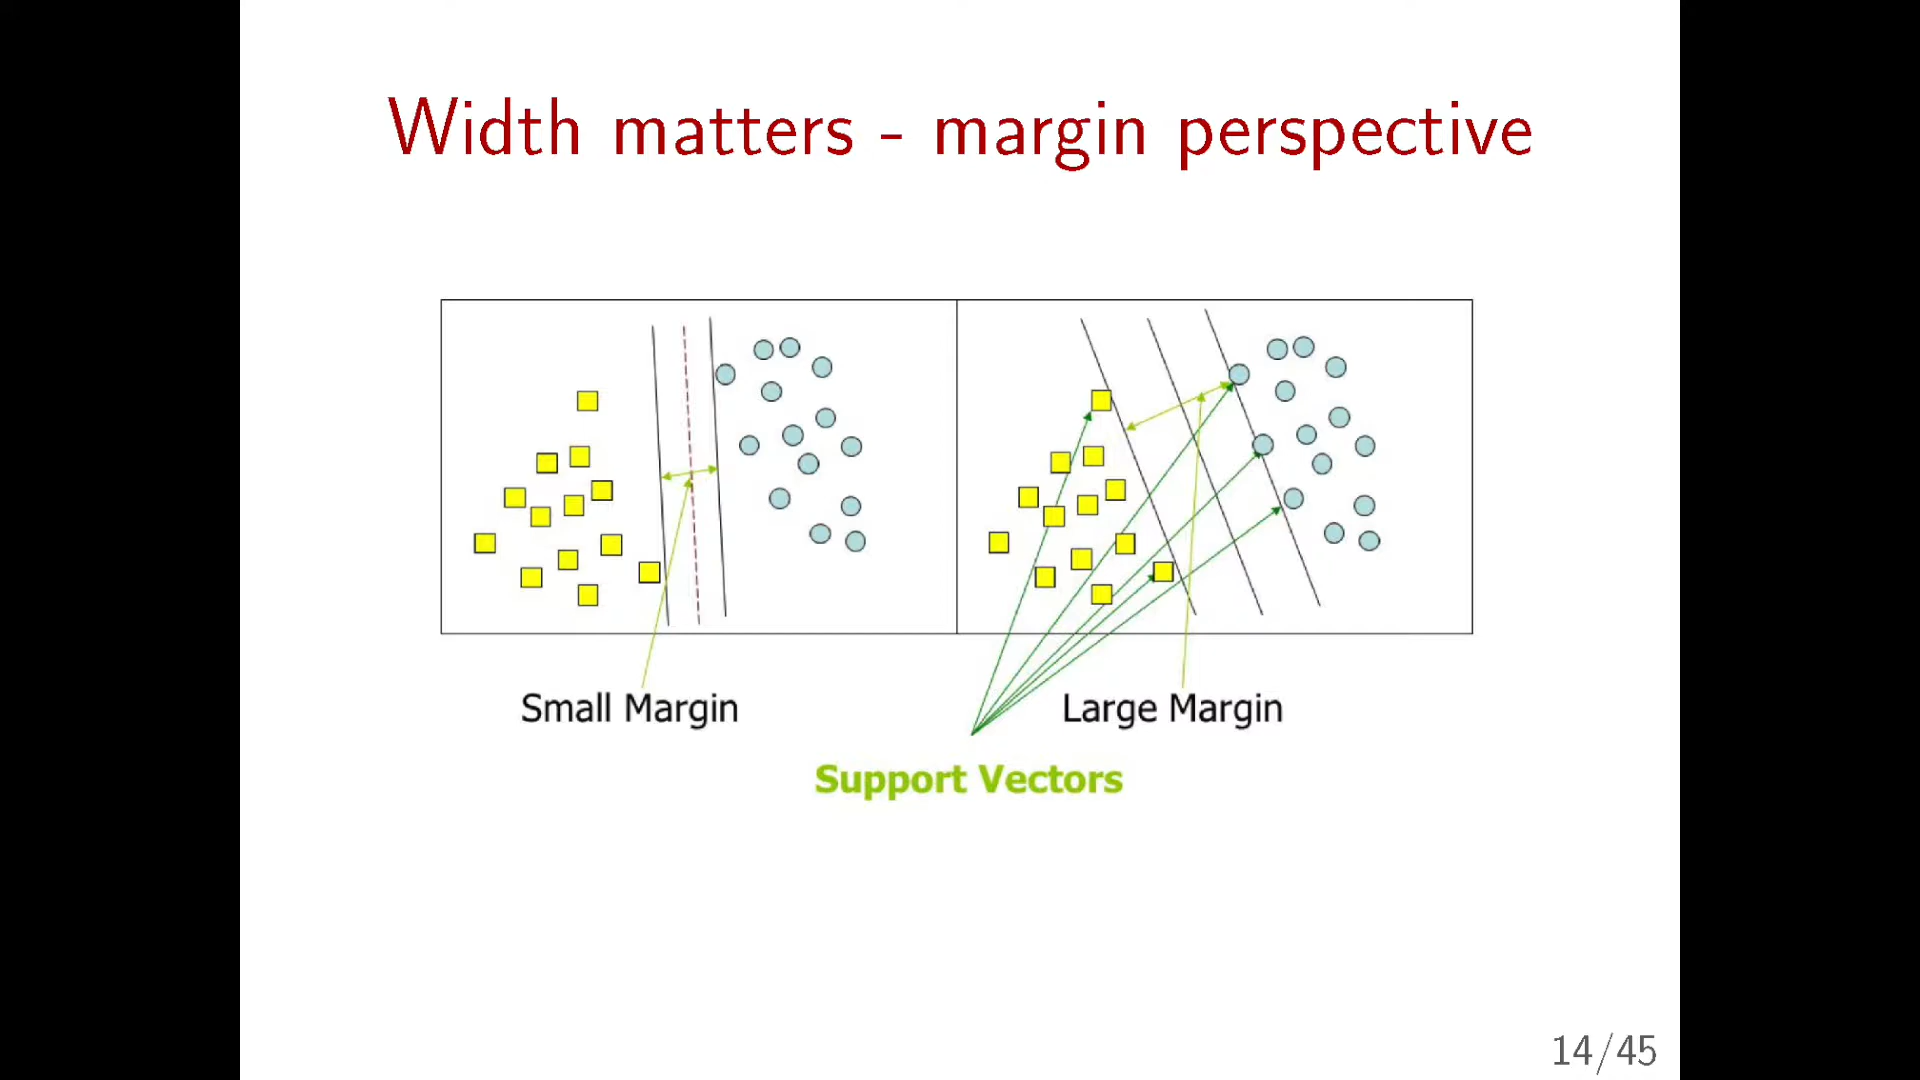 Width matters - margin perspective
Small Margin
Large Margin
Support Vectors
14/45